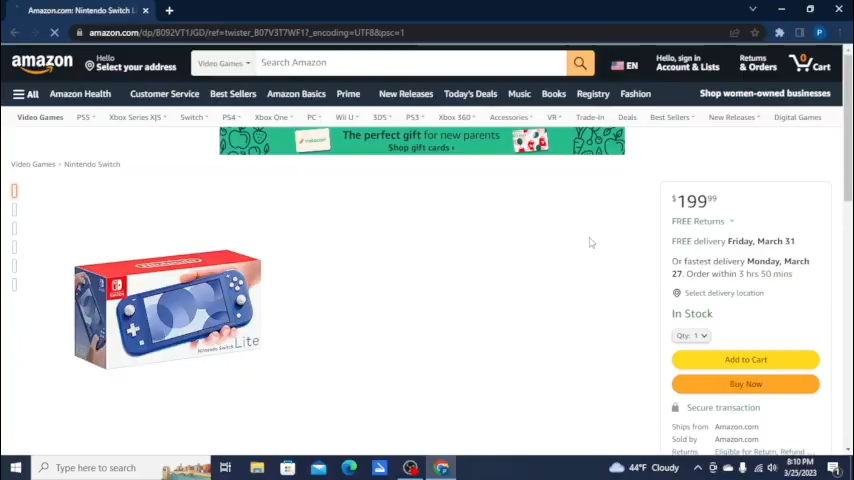 Amazon.com: Nintendo Switch L
amazon.com/dp/B092VT1JGD/ref=twister_B07V3T7WF1?_encoding=UTF8&psc=1
P
amazon
Hello
Select your address
Video Games
Search Amazon
EN
Hello, sign in
Account & Lists
Returns
& Orders
0
Cart
All
Amazon Health
Customer Service
Best Sellers
Amazon Basics
Prime
New Releases
Today's Deals
Music
Books
Registry
Fashion
Shop women-owned businesses
Video Games
PS5
Xbox Series X|S
Switch
PS4
Xbox One
PC
Wii U
3DS
PS3
Xbox 360
Accessories
VR
Trade-In
Deals
Best Sellers
New Releases
Digital Games
The perfect gift for new parents
Shop gift cards ›
Video Games › Nintendo Switch
$199.99
FREE Returns
FREE delivery Friday, March 31
Or fastest delivery Monday, March
27. Order within 3 hrs 50 mins
Select delivery location
In Stock
Qty: 1
Add to Cart
Buy Now
Secure transaction
Ships from Amazon.com
Sold by Amazon.com
Returns Eligible for Return, Refund ...
Nintendo Switch Lite
Type here to search
44°F Cloudy
8:10 PM
3/25/2023